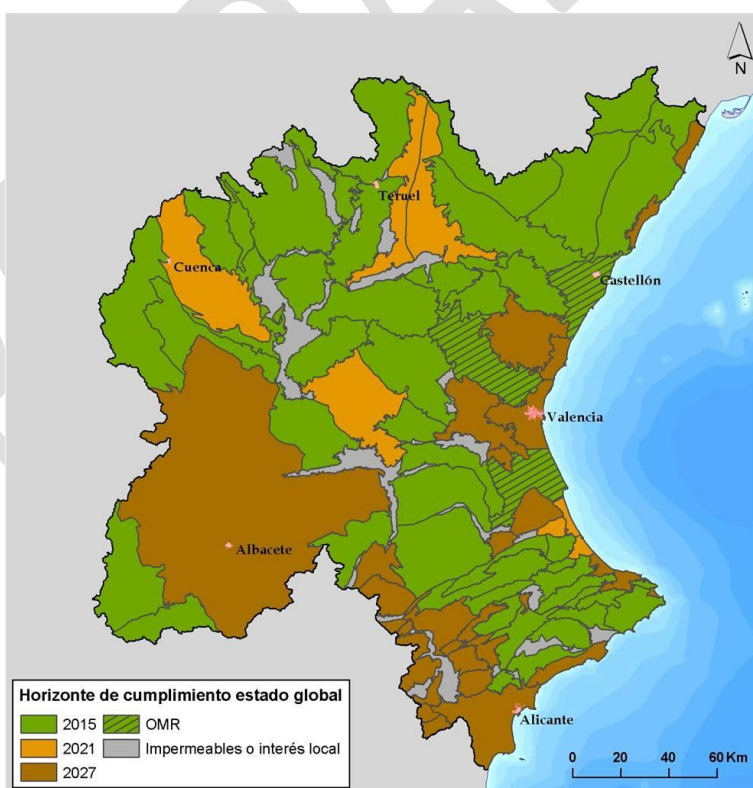 N
Teruel
Cuenca
Castellón
Valencia
Albacete
Alicante
Horizonte de cumplimiento estado global
2015
OMR
2021
Impermeables o interés local
2027
0 20 40 60 Km